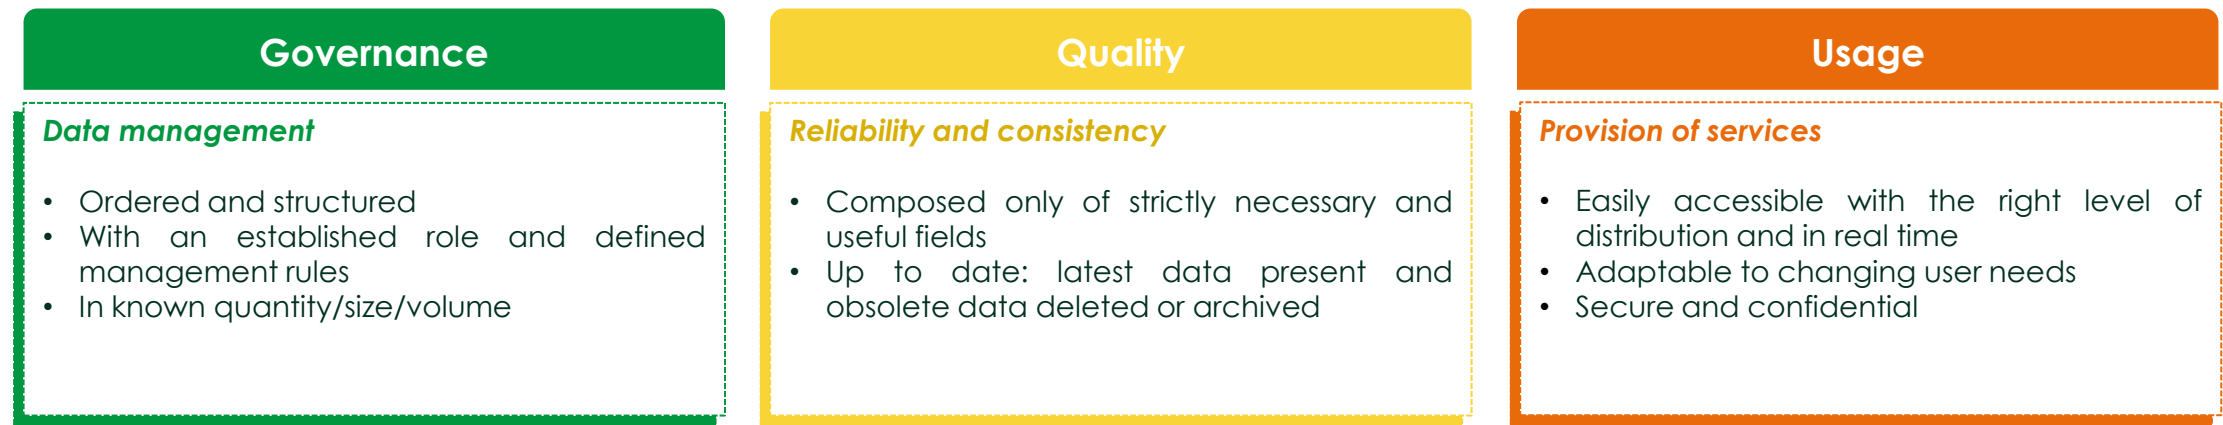 Governance
Data management
• Ordered and structured
• With an established role and defined
management rules
• In known quantity/size/volume
Quality
Reliability and consistency
• Composed only of strictly necessary and
useful fields
• Up to date: latest data present and
obsolete data deleted or archived
Usage
Provision of services
• Easily accessible with the right level of
distribution and in real time
• Adaptable to changing user needs
• Secure and confidential